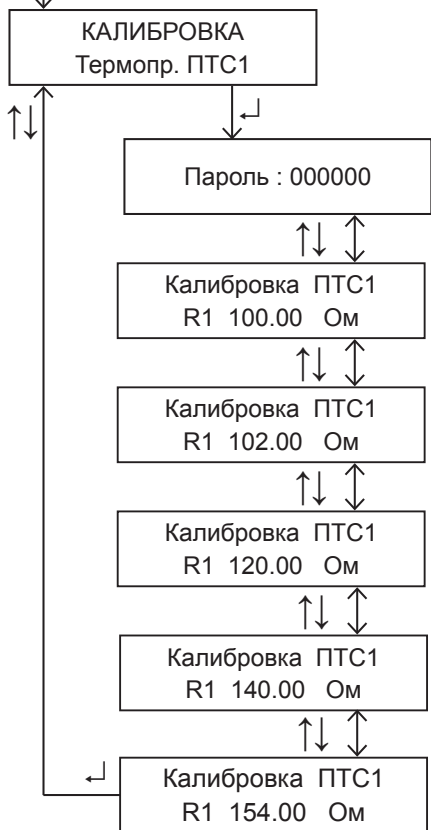 КАЛИБРОВКА
Термопр. ПТС1
Пароль : 000000
Калибровка ПТС1
R1 100.00 Ом
Калибровка ПТС1
R1 102.00 Ом
Калибровка ПТС1
R1 120.00 Ом
Калибровка ПТС1
R1 140.00 Ом
Калибровка ПТС1
R1 154.00 Ом